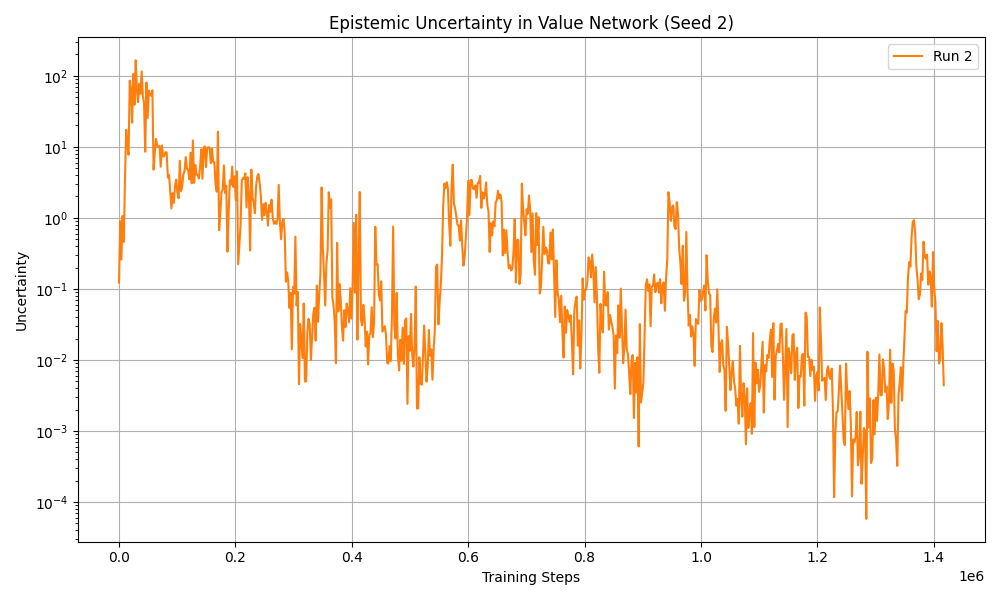 Epistemic Uncertainty in Value Network (Seed 2)
Run 2
Uncertainty
10²
10¹
10⁰
10⁻¹
10⁻²
10⁻³
10⁻⁴
0.0 0.2 0.4 0.6 0.8 1.0 1.2 1.4
1e6
Training Steps